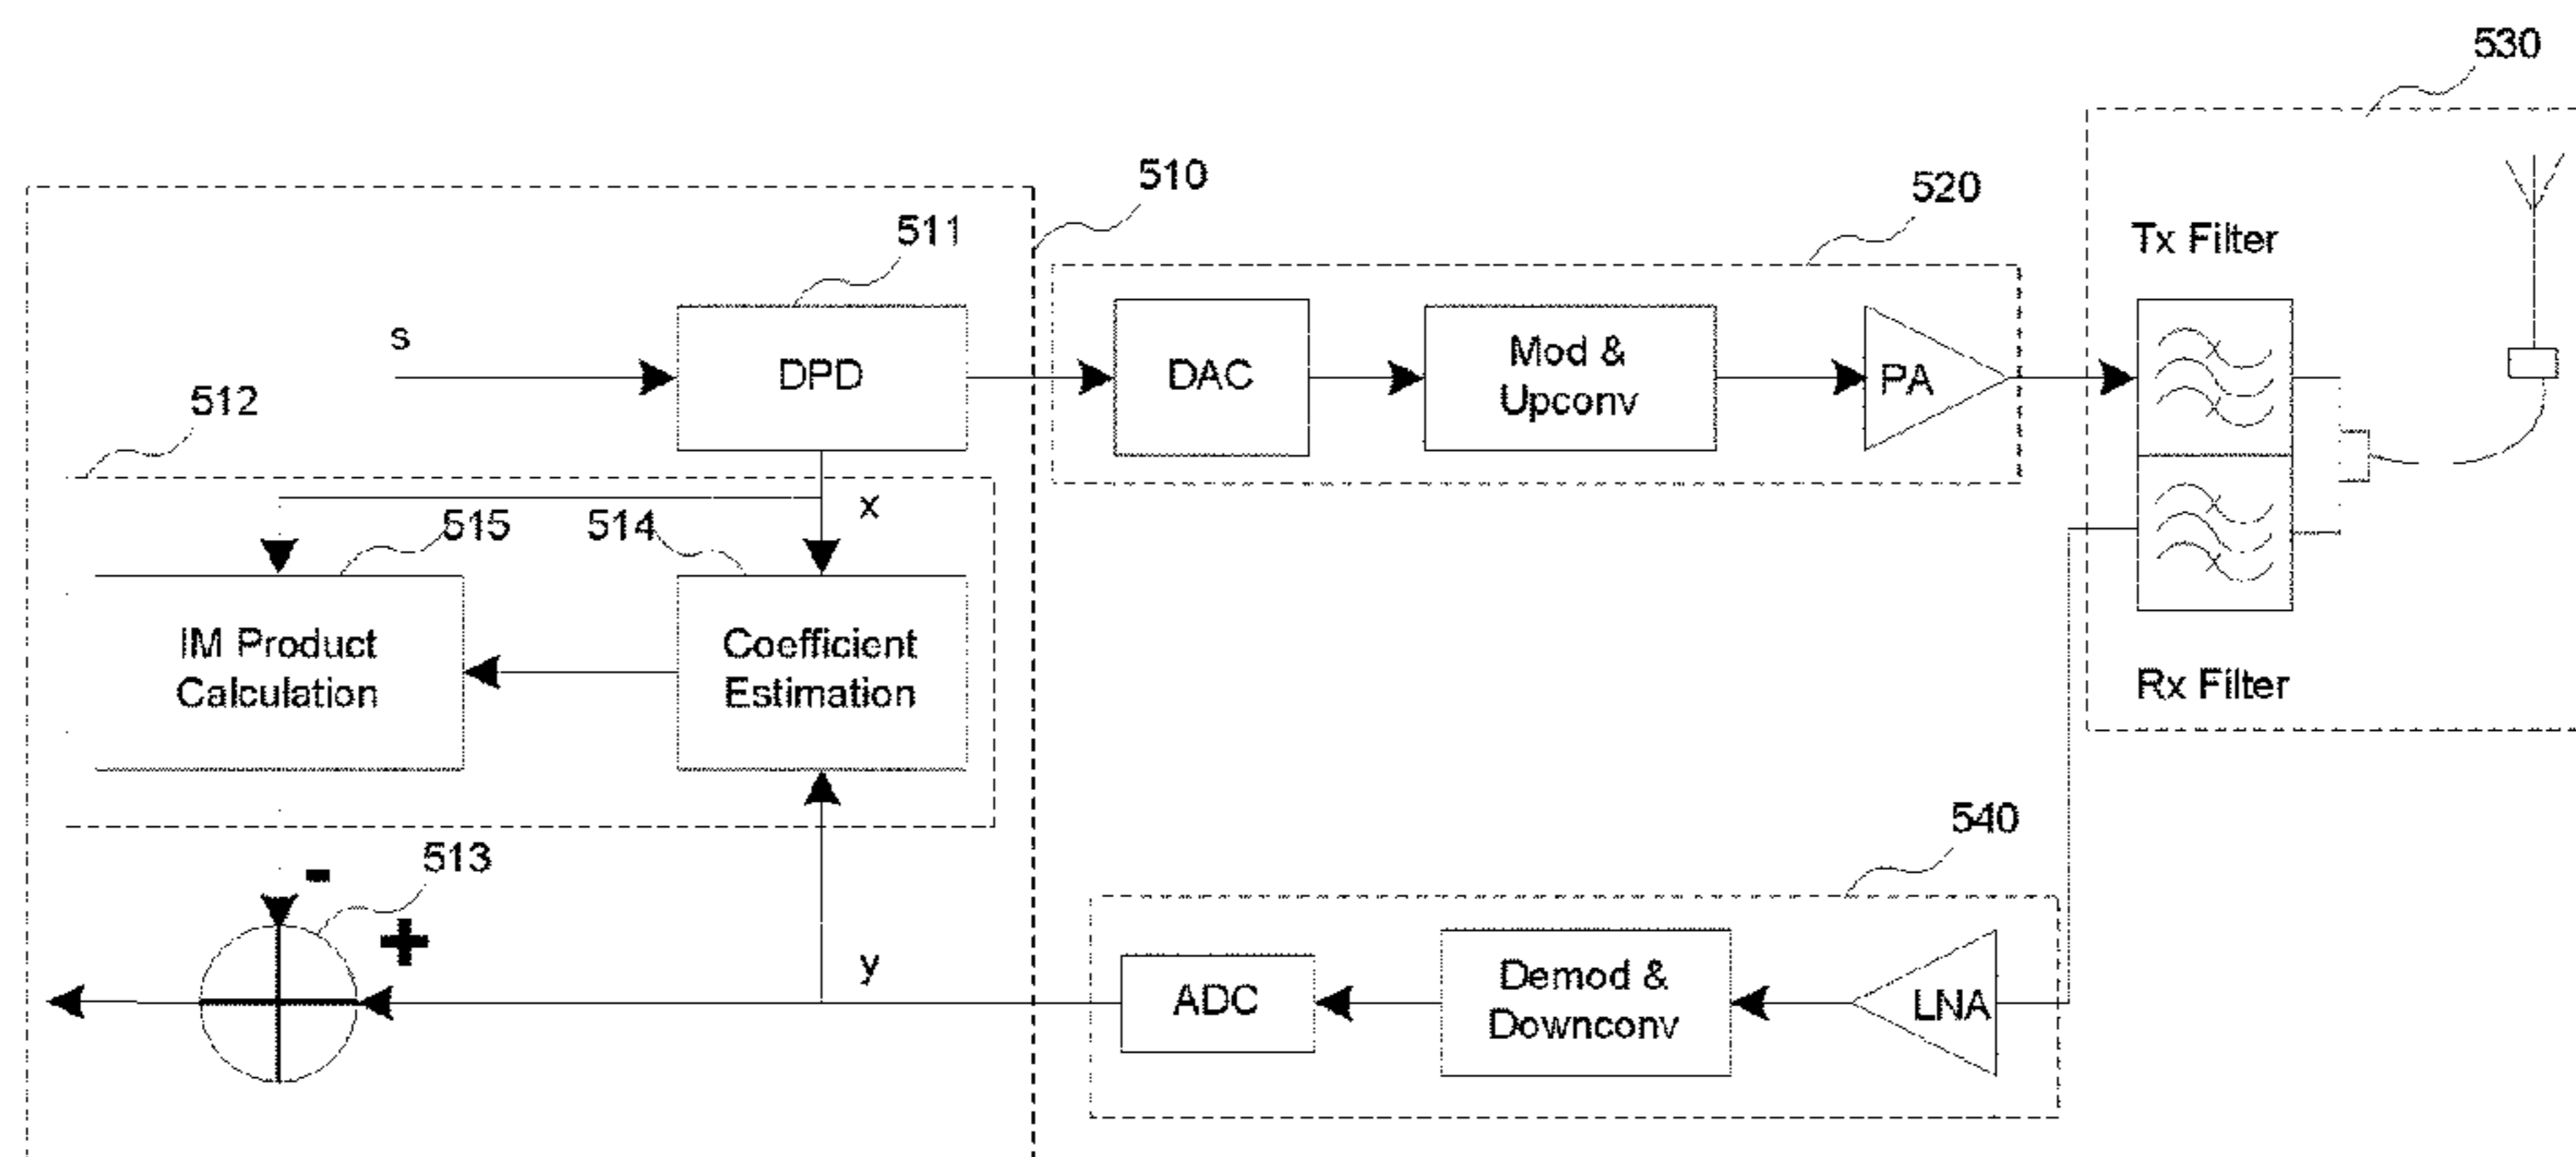 530
510
520
511
Tx Filter
s
DPD
DAC
Mod &
Upconv
PA
512
x
515
514
IM Product
Calculation
Coefficient
Estimation
Rx Filter
540
513
-
+
y
ADC
Demod &
Downconv
LNA